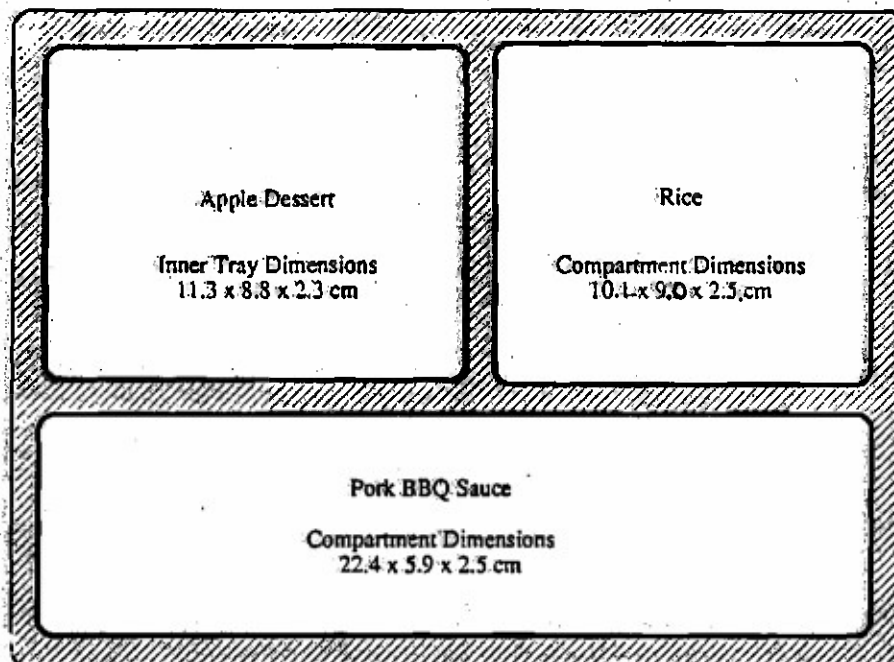 Apple Dessert
Inner Tray Dimensions
11.3 x 8.8 x 2.3 cm
Rice
Compartment Dimensions
10.1 x 9.0 x 2.5 cm
Pork BBQ Sauce
Compartment Dimensions
22.4 x 5.9 x 2.5 cm